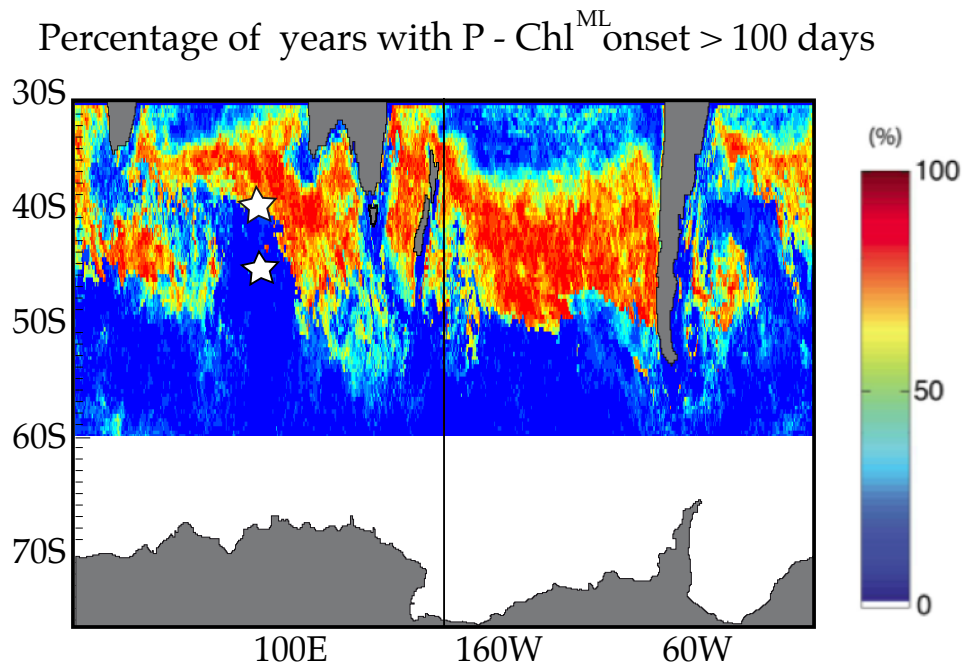 Percentage of years with P - Chl^ML onset > 100 days
30S
40S
50S
60S
70S
100E 160W 60W
(%)
100
50
0